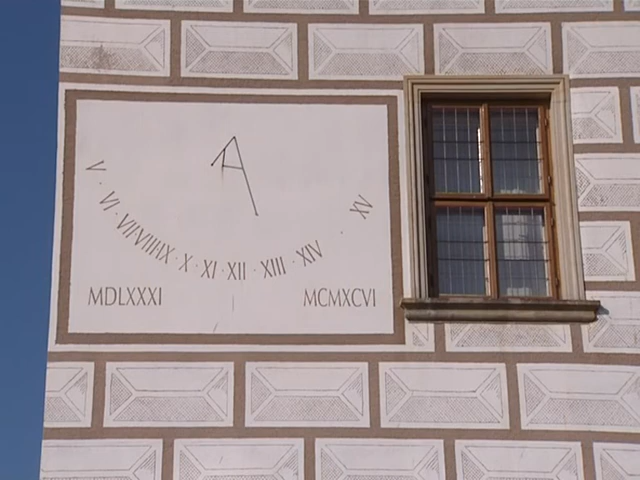 V · VI · VII VIII IX · X · XI · XII · XIII · XIV · XV
MDLXXXI MCMXCVI